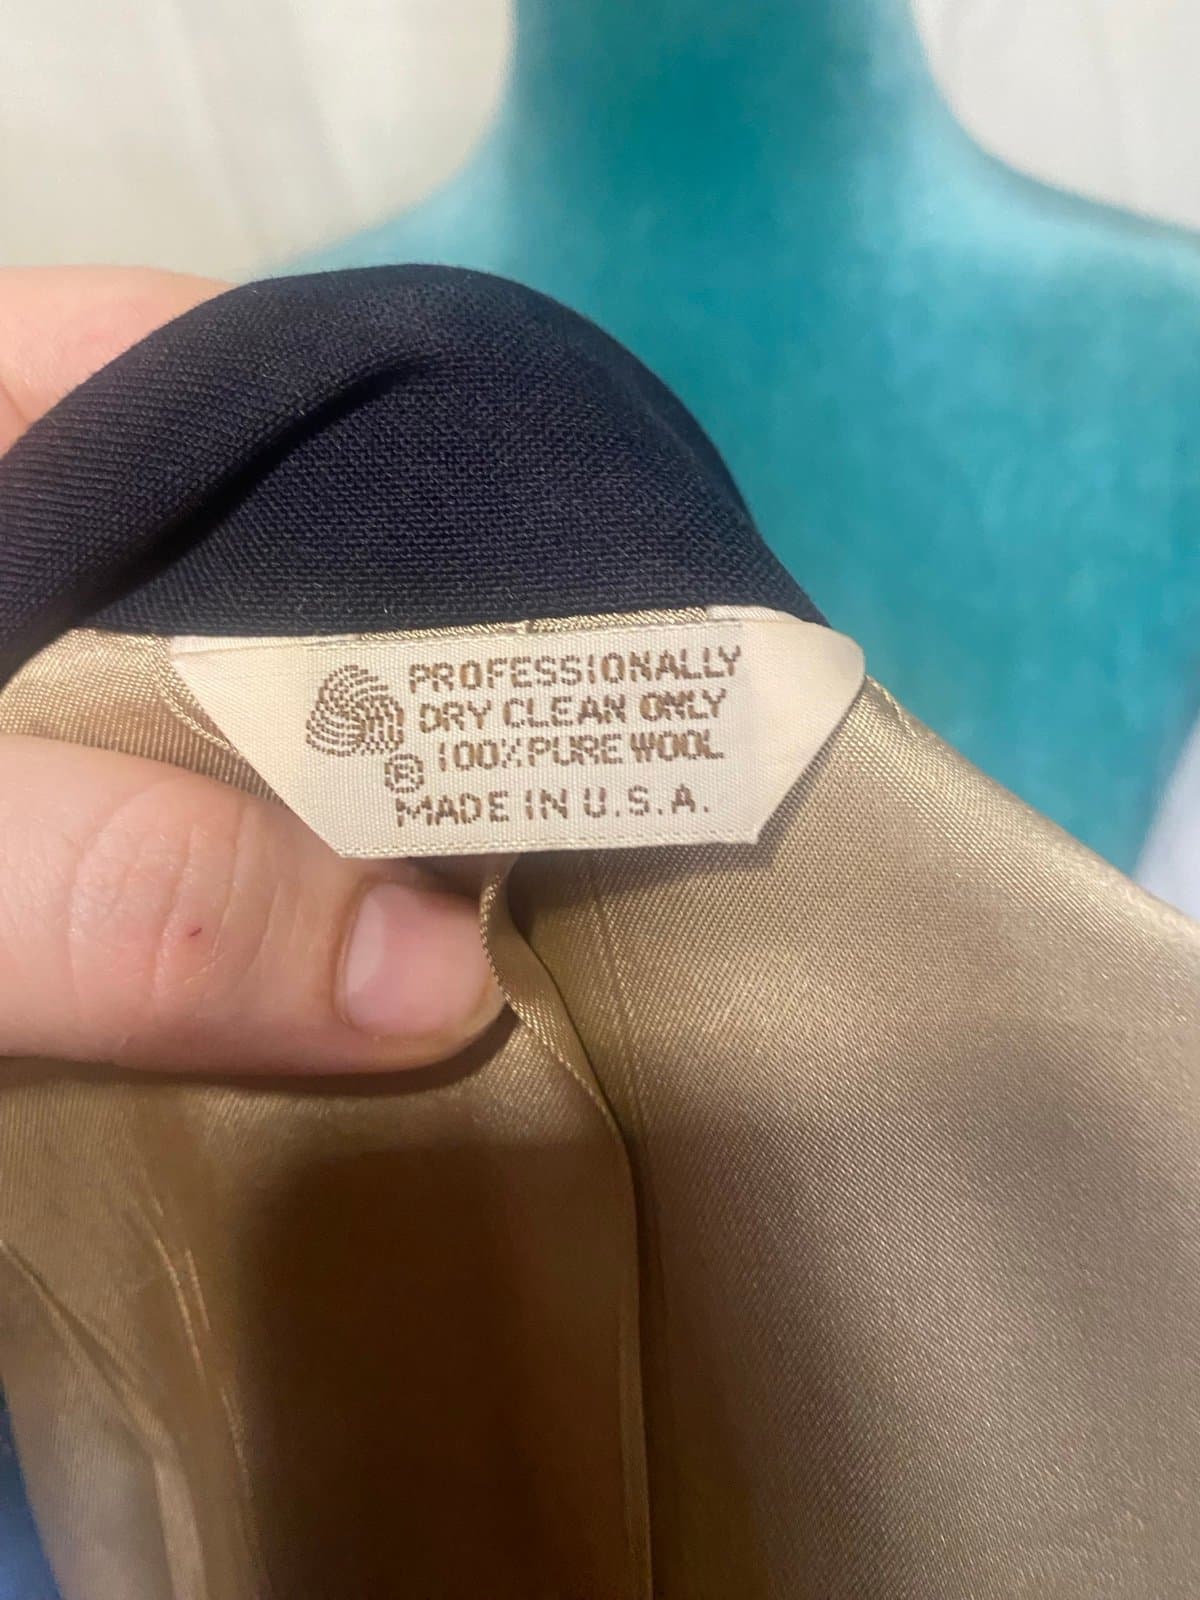 PROFESSIONALLY
DRY CLEAN ONLY
® 100% PURE WOOL
MADE IN U.S.A.